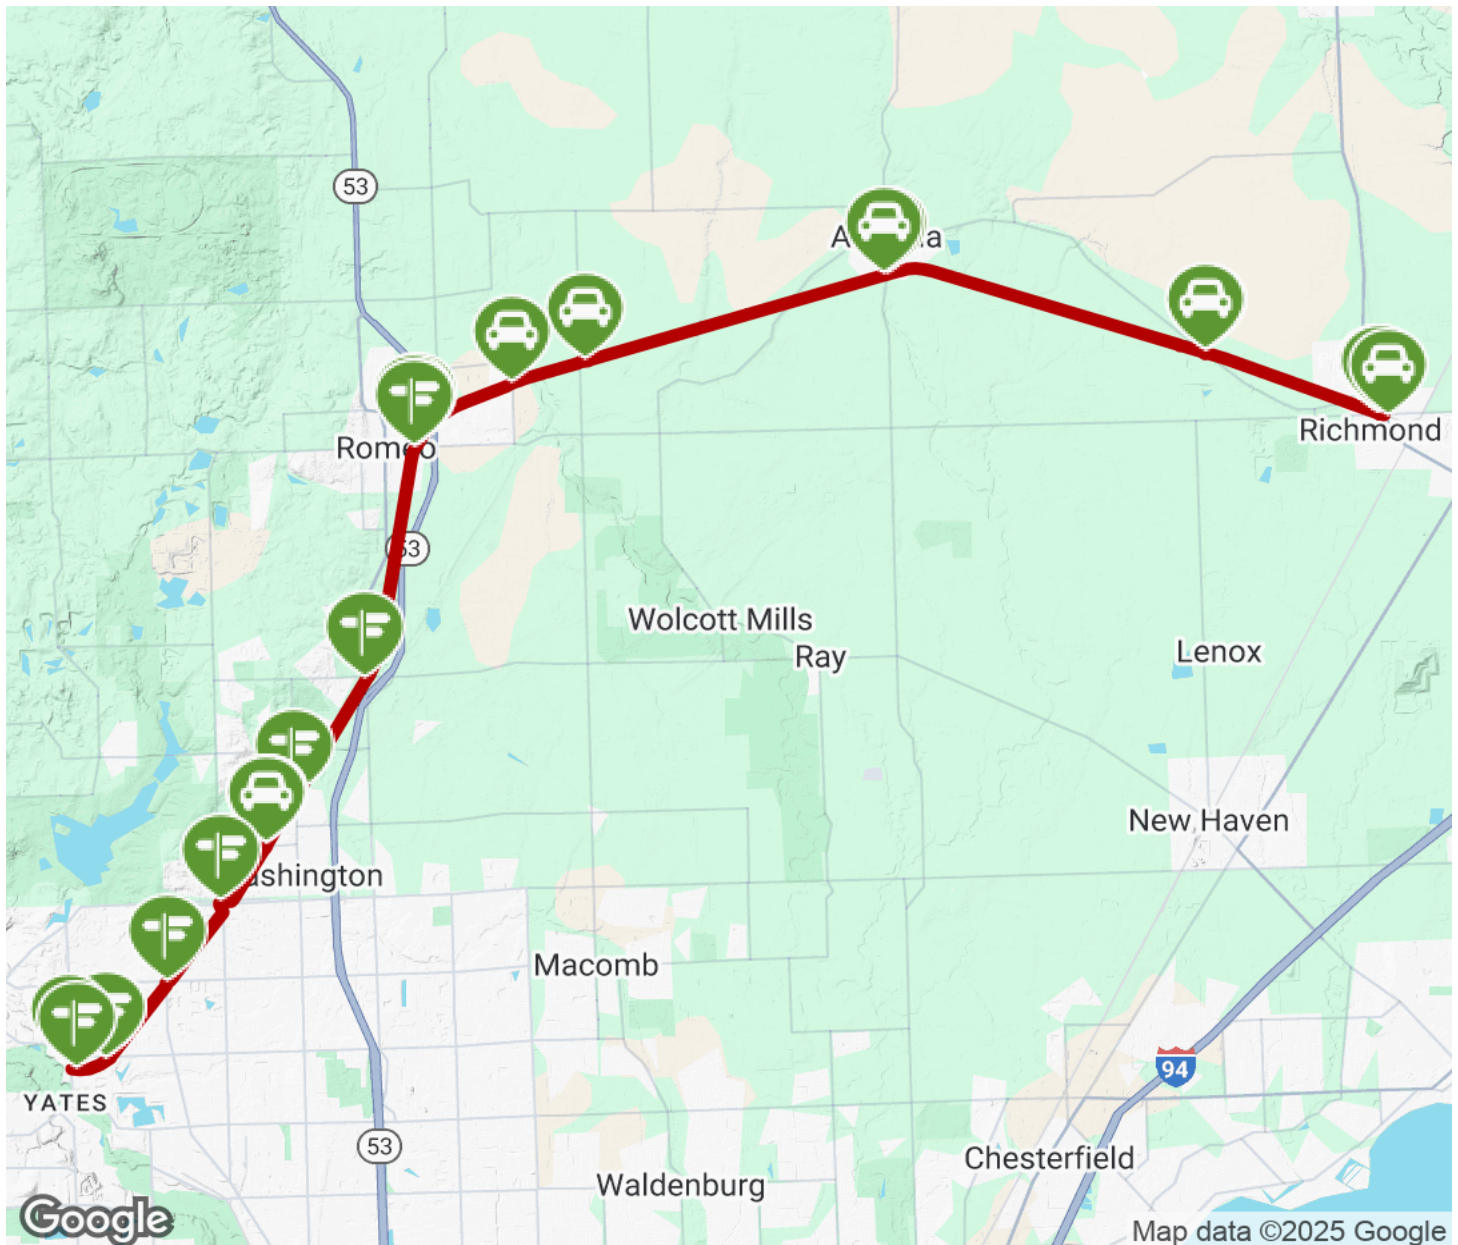 53
Richmond
Romeo
53
Wolcott Mills
Ray
Lenox
New Haven
Macomb
94
YATES
53
Chesterfield
Waldenburg
Google
Map data ©2025 Google